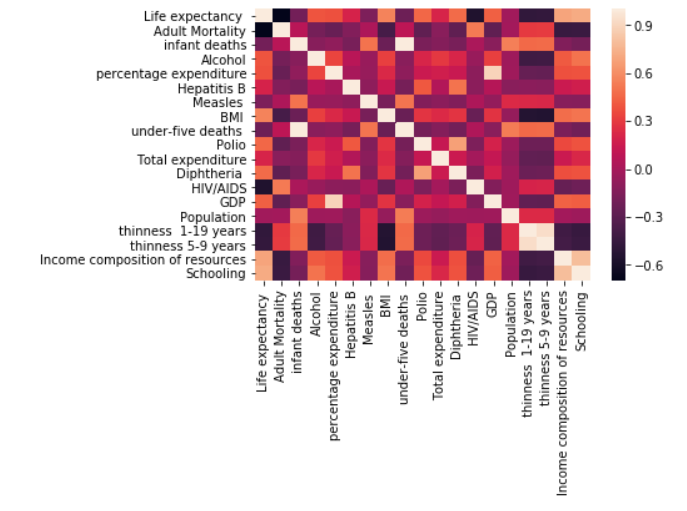 Life expectancy
Adult Mortality
infant deaths
Alcohol
percentage expenditure
Hepatitis B
Measles
BMI
under-five deaths
Polio
Total expenditure
Diphtheria
HIV/AIDS
GDP
Population
thinness  1-19 years
thinness 5-9 years
Income composition of resources
Schooling
Life expectancy
Adult Mortality
infant deaths
Alcohol
percentage expenditure
Hepatitis B
Measles
BMI
under-five deaths
Polio
Total expenditure
Diphtheria
HIV/AIDS
GDP
Population
thinness  1-19 years
thinness 5-9 years
Income composition of resources
Schooling
0.9
0.6
0.3
0.0
−0.3
−0.6